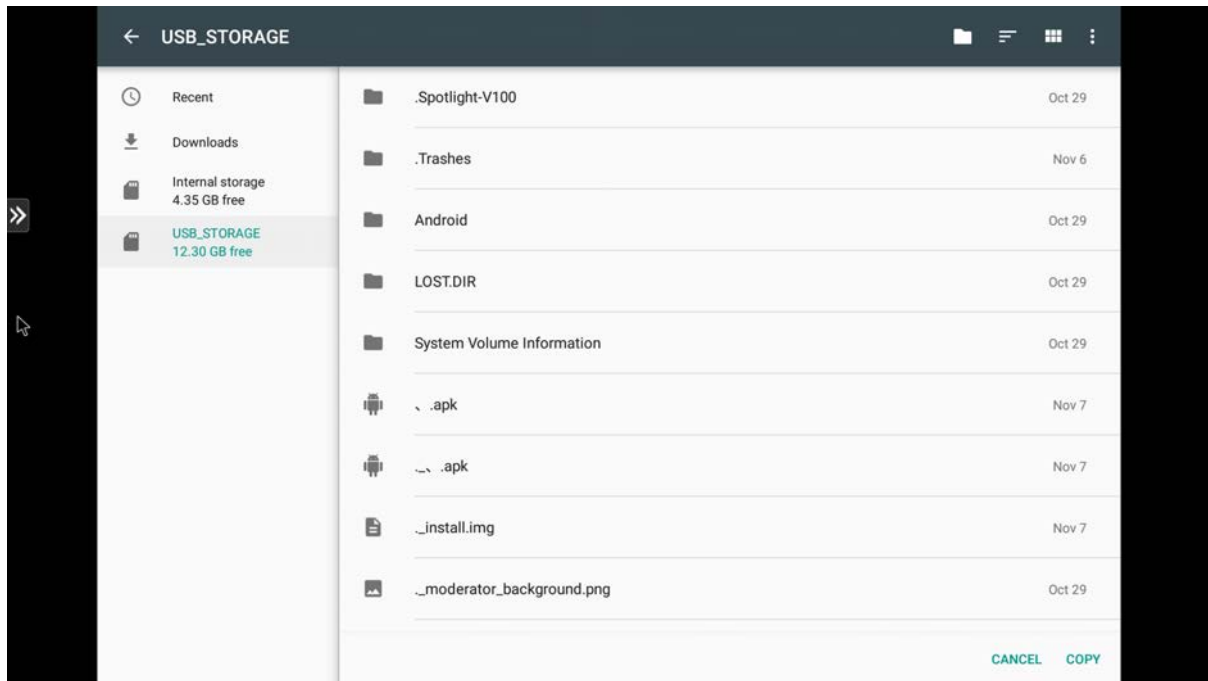 USB_STORAGE
Recent
Downloads
Internal storage
4.35 GB free
USB_STORAGE
12.30 GB free
.Spotlight-V100
Oct 29
.Trashes
Nov 6
Android
Oct 29
LOST.DIR
Oct 29
System Volume Information
Oct 29
、.apk
Nov 7
._、.apk
Nov 7
._install.img
Nov 7
._moderator_background.png
Oct 29
CANCEL
COPY